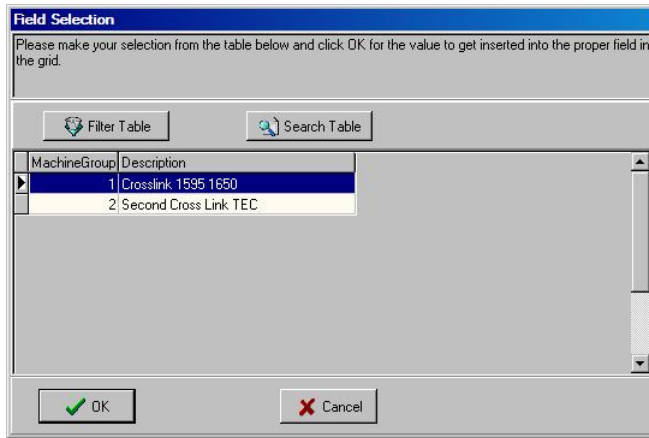 Field Selection
Please make your selection from the table below and click OK for the value to get inserted into the proper field in
the grid.
Filter Table Search Table
MachineGroup Description
1 Crosslink 1595 1650
2 Second Cross Link TEC
OK Cancel